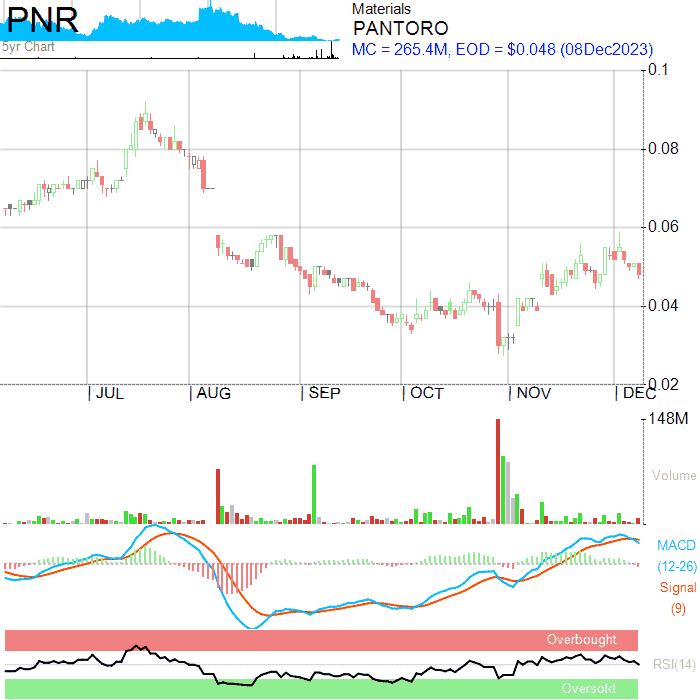 PNR
5yr Chart
Materials
PANTORO
MC = 265.4M, EOD = $0.048 (08Dec2023)
0.1
0.08
0.06
0.04
0.02
JUL AUG SEP OCT NOV DEC
148M
Volume
MACD
(12-26)
Signal
(9)
Overbought
RSI(14)
Oversold